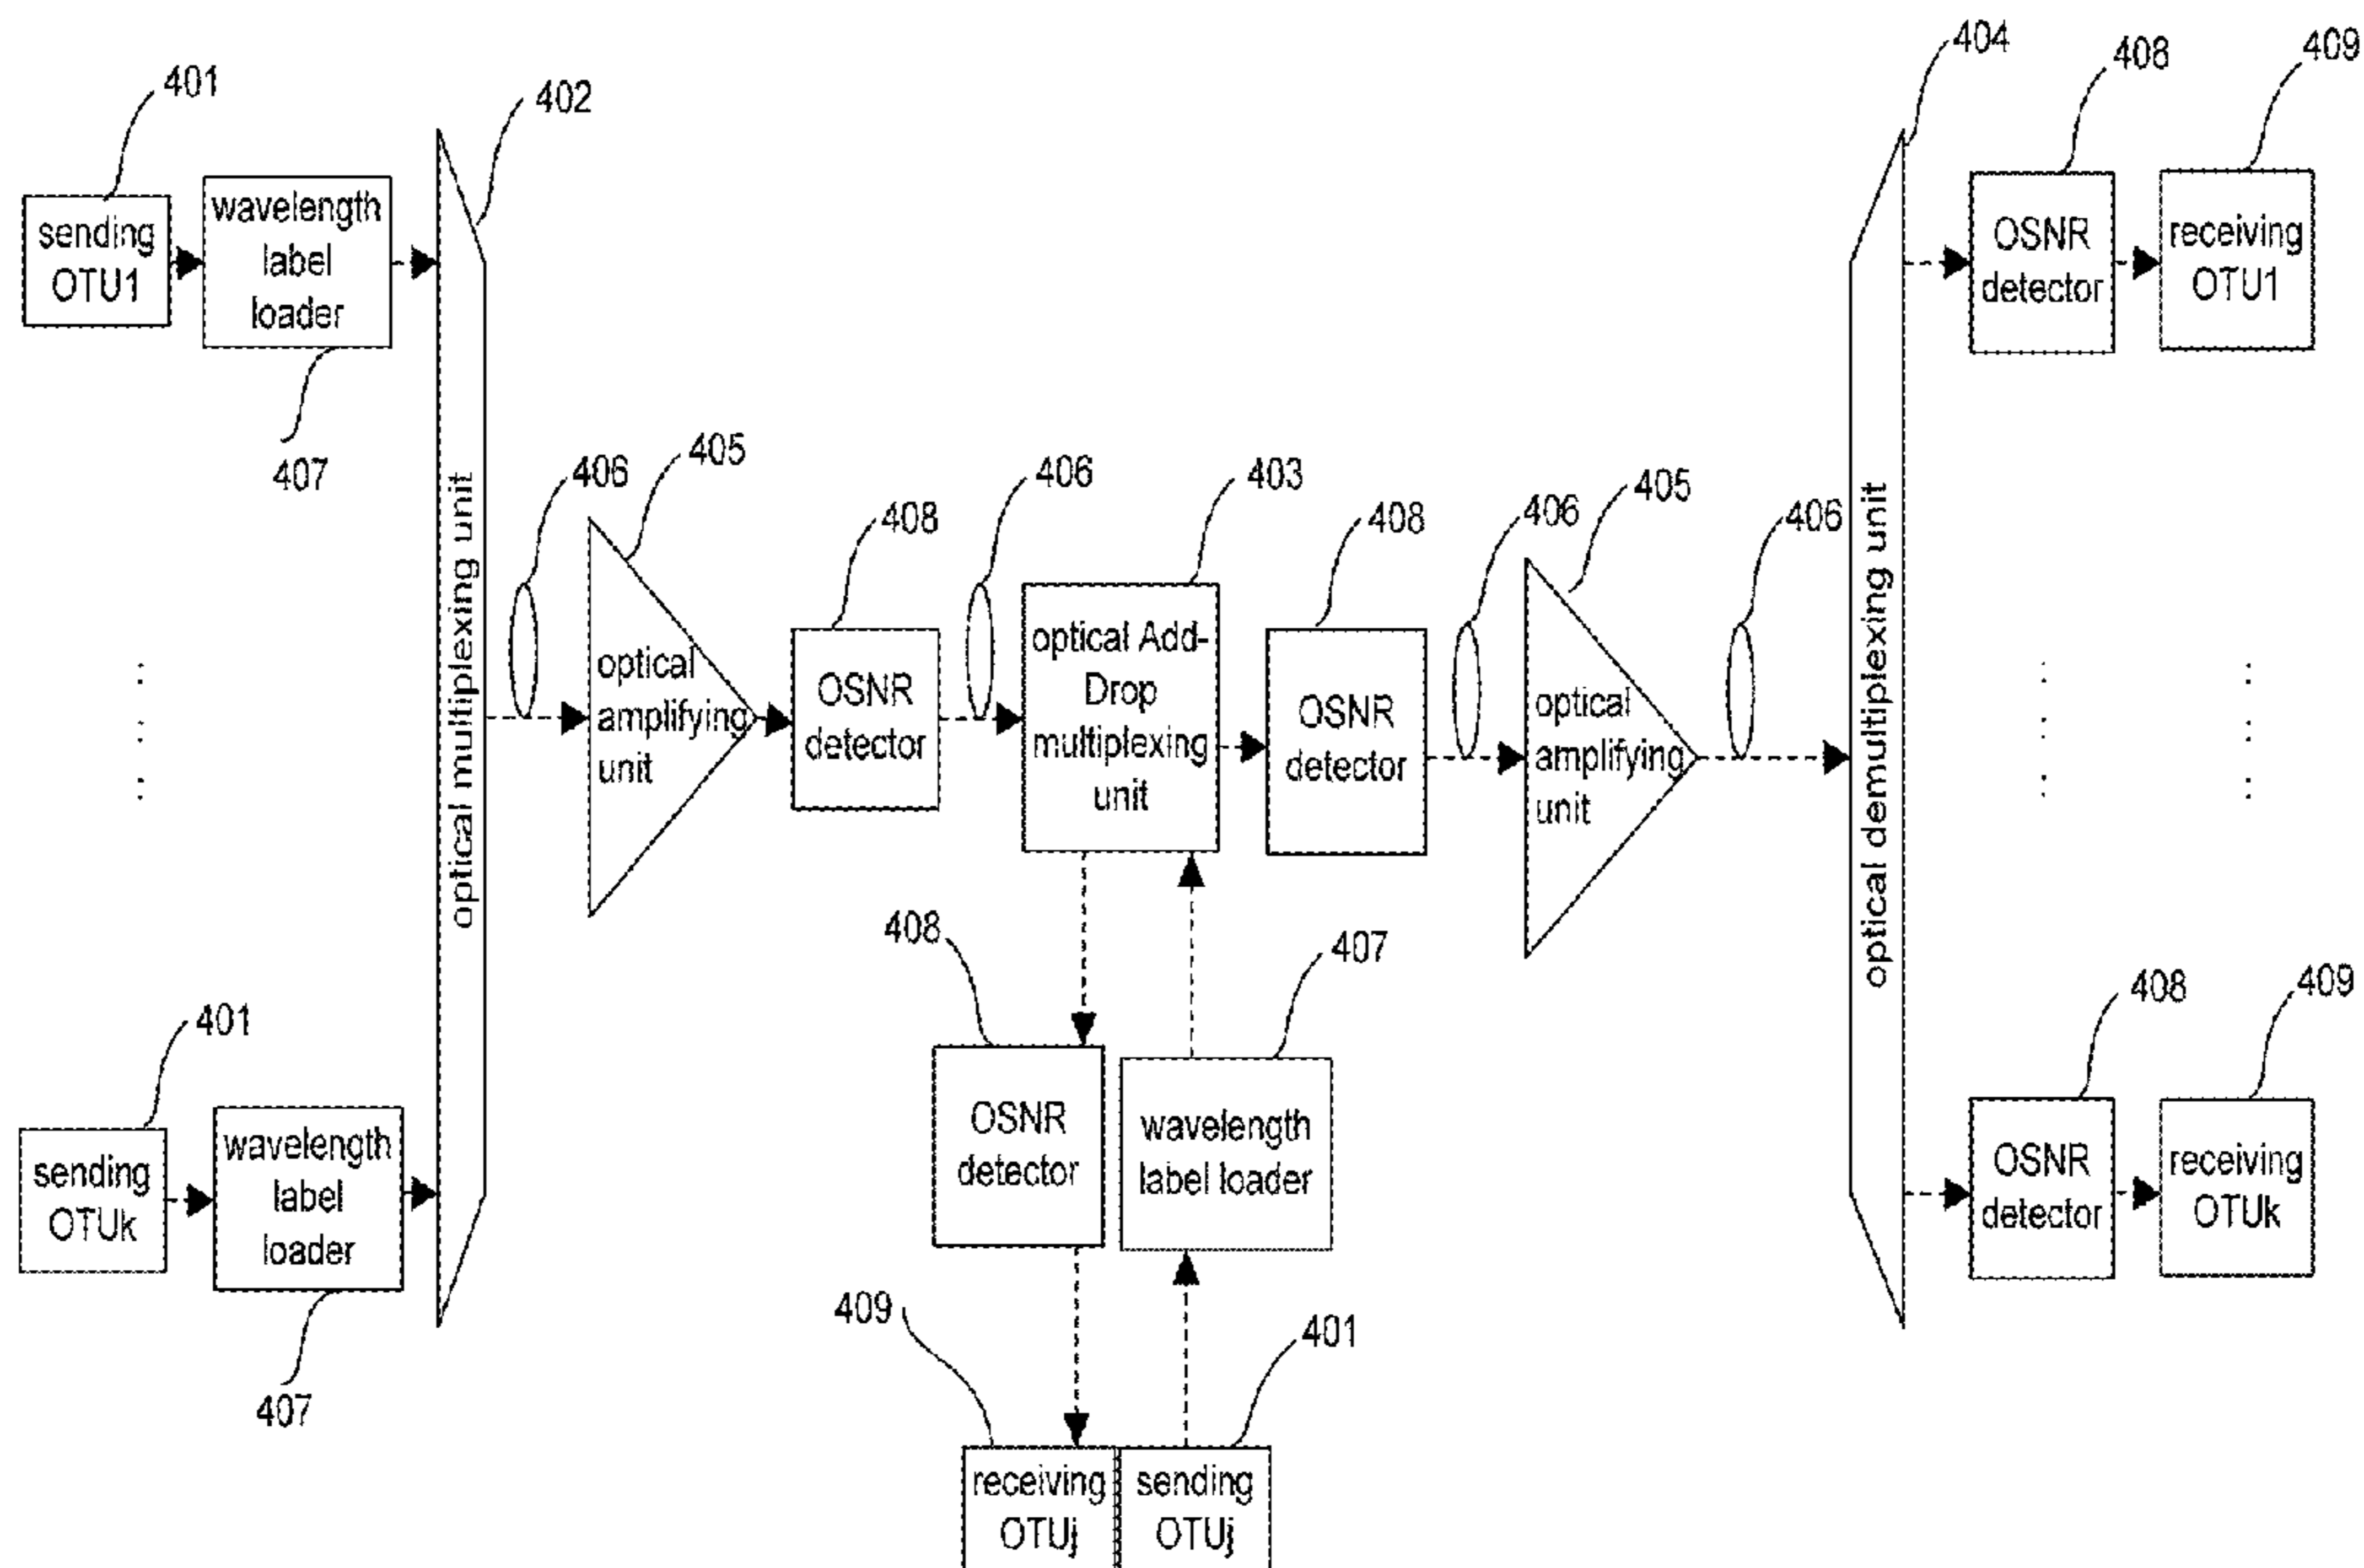 401
402
404
408
409
sending
OTU1
wavelength
label
loader
407
OSNR
detector
receiving
OTU1
optical multiplexing unit
406
405
optical
amplifying
unit
408
OSNR
detector
406
403
optical Add-
Drop
multiplexing
unit
408
OSNR
detector
406
405
optical
amplifying
unit
406
optical demultiplexing unit
401
sending
OTUk
wavelength
label
loader
407
408
OSNR
detector
407
wavelength
label loader
409
receiving
OTUj
401
sending
OTUj
408
OSNR
detector
409
receiving
OTUk